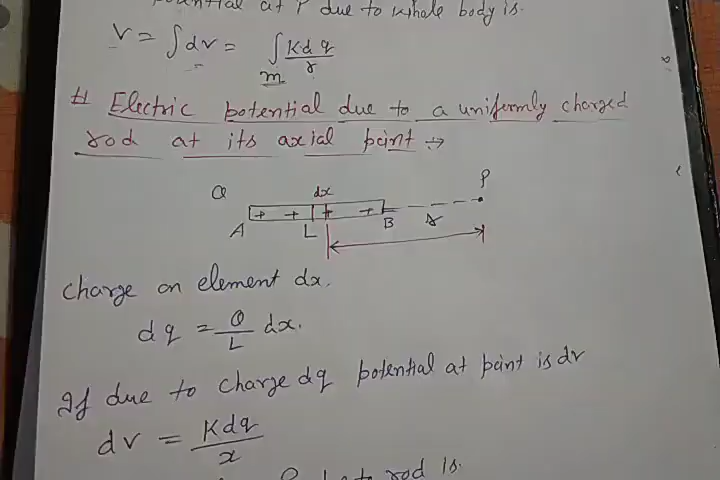 Potential at P due to whole body is.
V = ∫dv = ∫ Kdq / r
m
# Electric potential due to a uniformly charged
rod at its axial point →
Q dx P
A + + L + + B r
charge on element dx.
dq = Q/L dx.
If due to charge dq potential at point is dv
dv = Kdq / x
rod is.